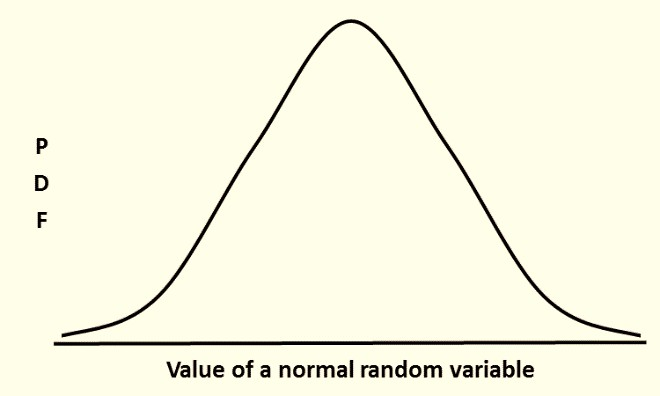 P
D
F
Value of a normal random variable